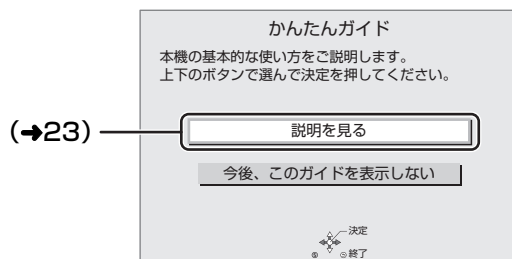 かんたんガイド
本機の基本的な使い方をご説明します。
上下のボタンで選んで決定を押してください。
(➔23)
説明を見る
今後、このガイドを表示しない
決定
終了